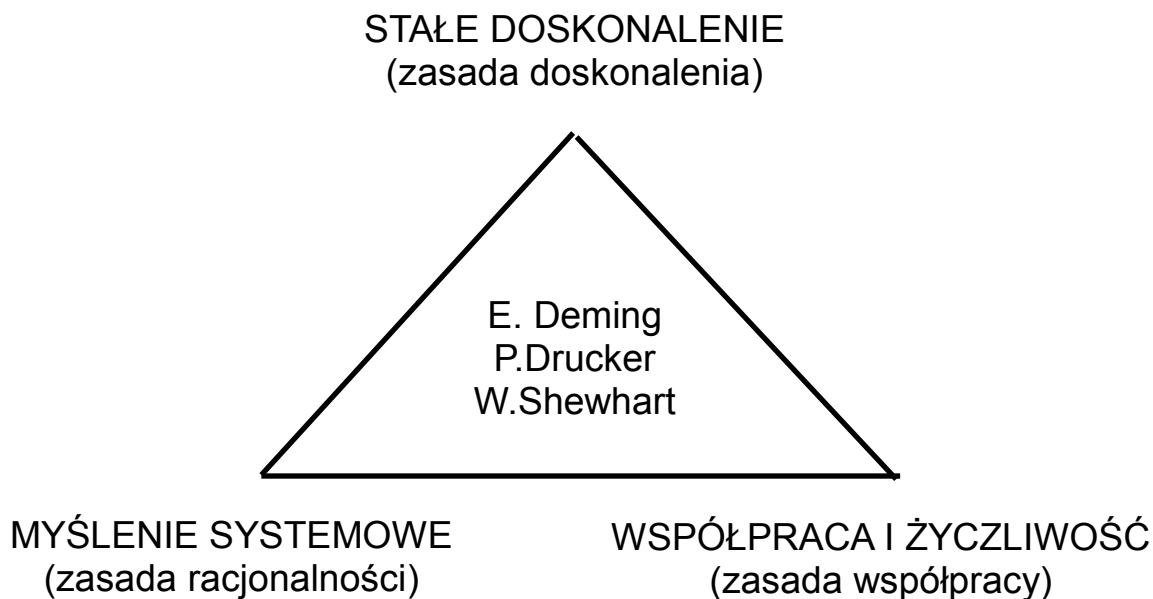 STAŁE DOSKONALENIE
(zasada doskonalenia)
E. Deming
P.Drucker
W.Shewhart
MYŚLENIE SYSTEMOWE
(zasada racjonalności)
WSPÓŁPRACA I ŻYCZLIWOŚĆ
(zasada współpracy)